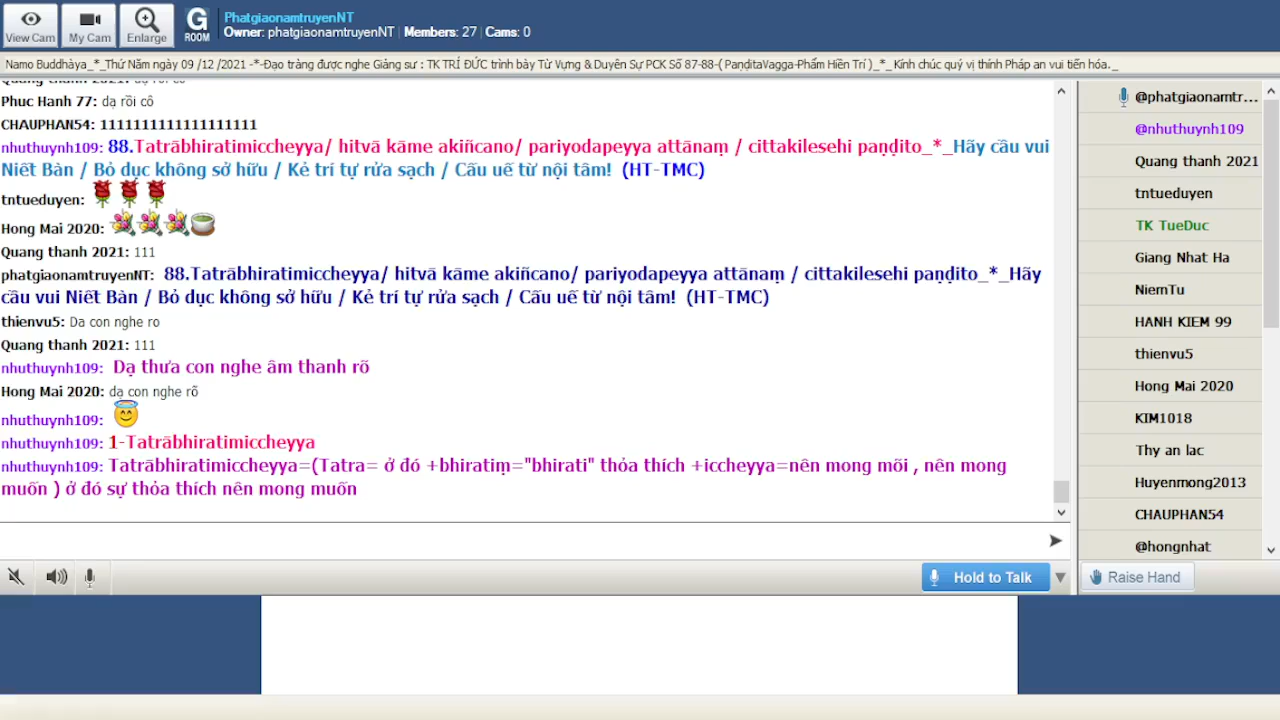 View Cam
My Cam
Enlarge
G
ROOM
PhatgiaonamtruyenNT
Owner: phatgiaonamtruyenNT | Members: 27 | Cams: 0
Namo Buddhàya_*_Thứ Năm ngày 09 /12 /2021 -*-Đạo tràng được nghe Giảng sư : TK TRÍ ĐỨC trình bày Từ Vựng & Duyên Sự PCK Số 87-88-( PaṇḍitaVagga-Phẩm Hiền Trí )_*_ Kính chúc quý vị thính Pháp an vui tiến hóa._
Quang thanh 2021: dạ rồi cô
Phuc Hanh 77: dạ rồi cô
CHAUPHAN54: 1111111111111111111
nhuthuynh109: 88.Tatrābhiratimiccheyya/ hitvā kāme akiñcano/ pariyodapeyya attānaṃ / cittakilesehi paṇḍito_*_Hãy cầu vui
Niết Bàn / Bỏ dục không sở hữu / Kẻ trí tự rửa sạch / Cấu uế từ nội tâm! (HT-TMC)
tntueduyen:
Hong Mai 2020:
Quang thanh 2021: 111
phatgiaonamtruyenNT: 88.Tatrābhiratimiccheyya/ hitvā kāme akiñcano/ pariyodapeyya attānaṃ / cittakilesehi paṇḍito_*_Hãy
cầu vui Niết Bàn / Bỏ dục không sở hữu / Kẻ trí tự rửa sạch / Cấu uế từ nội tâm! (HT-TMC)
thienvu5: Da con nghe ro
Quang thanh 2021: 111
nhuthuynh109: Dạ thưa con nghe âm thanh rõ
Hong Mai 2020: dạ con nghe rõ
nhuthuynh109:
nhuthuynh109: 1-Tatrābhiratimiccheyya
nhuthuynh109: Tatrābhiratimiccheyya=(Tatra= ở đó +bhiratiṃ="bhirati" thỏa thích +iccheyya=nên mong mõi , nên mong
muốn ) ở đó sự thỏa thích nên mong muốn
@phatgiaonamtr...
@nhuthuynh109
Quang thanh 2021
tntueduyen
TK TueDuc
Giang Nhat Ha
NiemTu
HANH KIEM 99
thienvu5
Hong Mai 2020
KIM1018
Thy an lac
Huyenmong2013
CHAUPHAN54
@hongnhat
Hold to Talk
Raise Hand